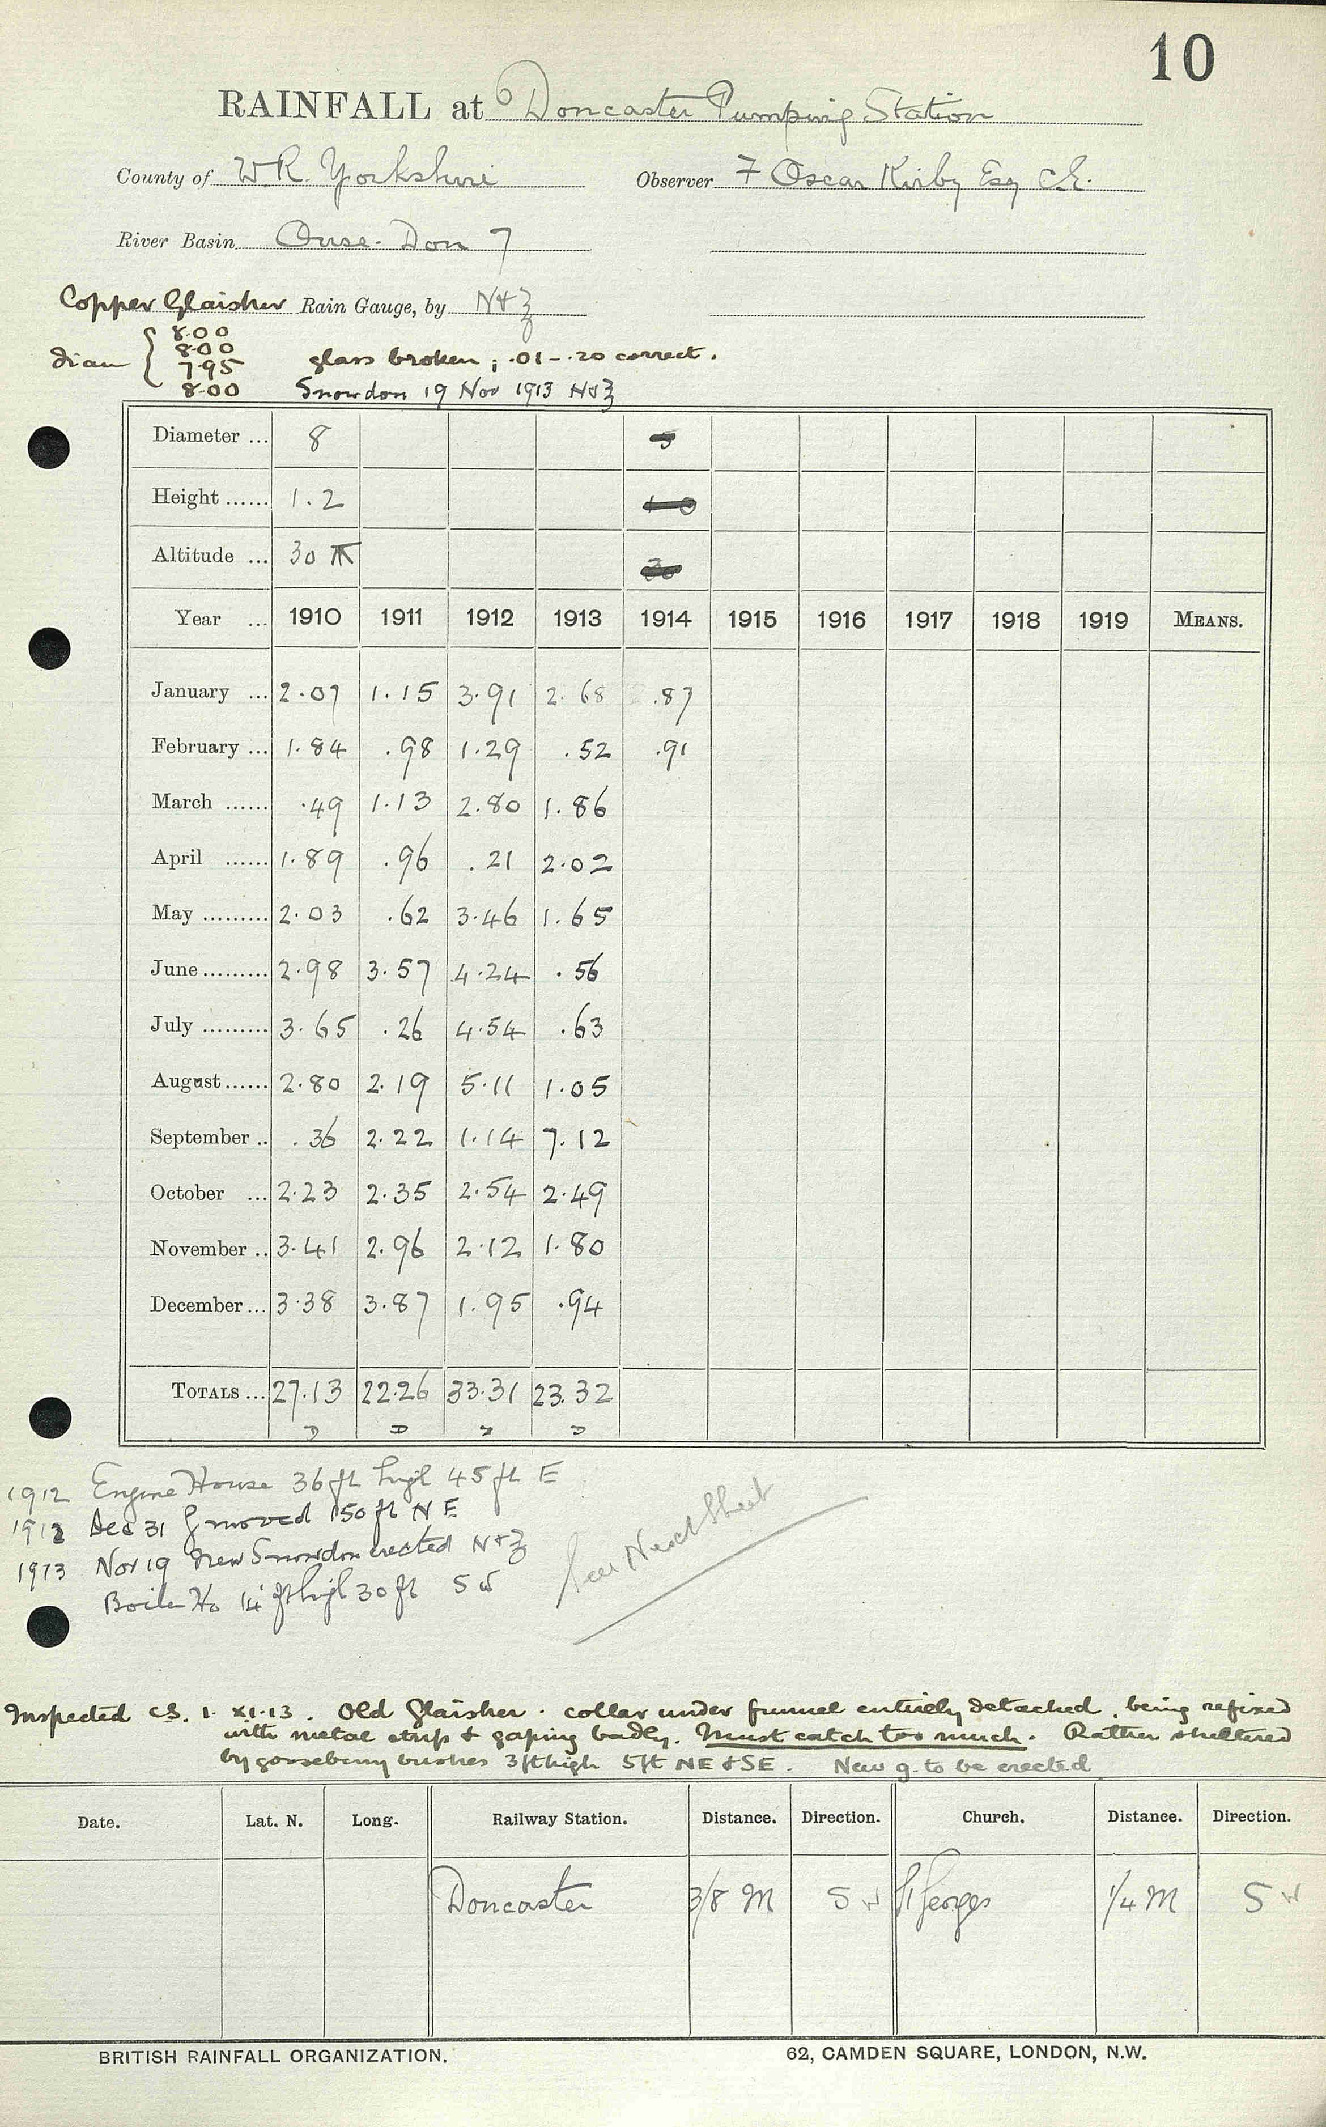 10
RAINFALL at Doncaster Pumping Station
County of W.R. Yorkshire Observer F Oscar Kirby Esq C.E.
River Basin Ouse. Don 7
Copper Glaisher Rain Gauge, by N&Z
diam { 8.00
8.00
7.95 glass broken; .01-.20 correct.
8.00 Snowdon 19 Nov 1913 N&Z
Diameter ... 8 5
Height ...... 1.2 1 0
Altitude ... 30 30
Year ... 1910 1911 1912 1913 1914 1915 1916 1917 1918 1919 MEANS.
January ... 2.07 1.15 3.91 2.68 .87
February ... 1.84 .98 1.29 .52 .91
March ...... .49 1.13 2.80 1.86
April ...... 1.89 .96 .21 2.02
May ......... 2.03 .62 3.46 1.65
June ......... 2.98 3.57 4.24 .56
July ......... 3.65 .26 4.54 .63
August ...... 2.80 2.19 5.11 1.05
September .. .36 2.22 1.14 7.12
October ... 2.23 2.35 2.54 2.49
November .. 3.41 2.96 2.12 1.80
December ... 3.38 3.87 1.95 .94
TOTALS ... 27.13 22.26 33.31 23.32
1912 Engine House 36 ft high 45 ft E
1912 Dec 31 g moved 150 ft N E
1913 Nov 19 New Snowdon erected N&Z
Boiler Ho 14 ft high 30 ft SW
See Next Sheet
Inspected CS. 1. XI.13. Old Glaisher. collar under funnel entirely detached, being refixed
with metal strip & gaping badly. Must catch too much. Rather sheltered
by gooseberry bushes 3ft high 5ft NE & SE. New g. to be erected
Date. Lat. N. Long. Railway Station. Distance. Direction. Church. Distance. Direction.
Doncaster 3/8 M SW St Georges 1/4 M SW
BRITISH RAINFALL ORGANIZATION. 62, CAMDEN SQUARE, LONDON, N.W.